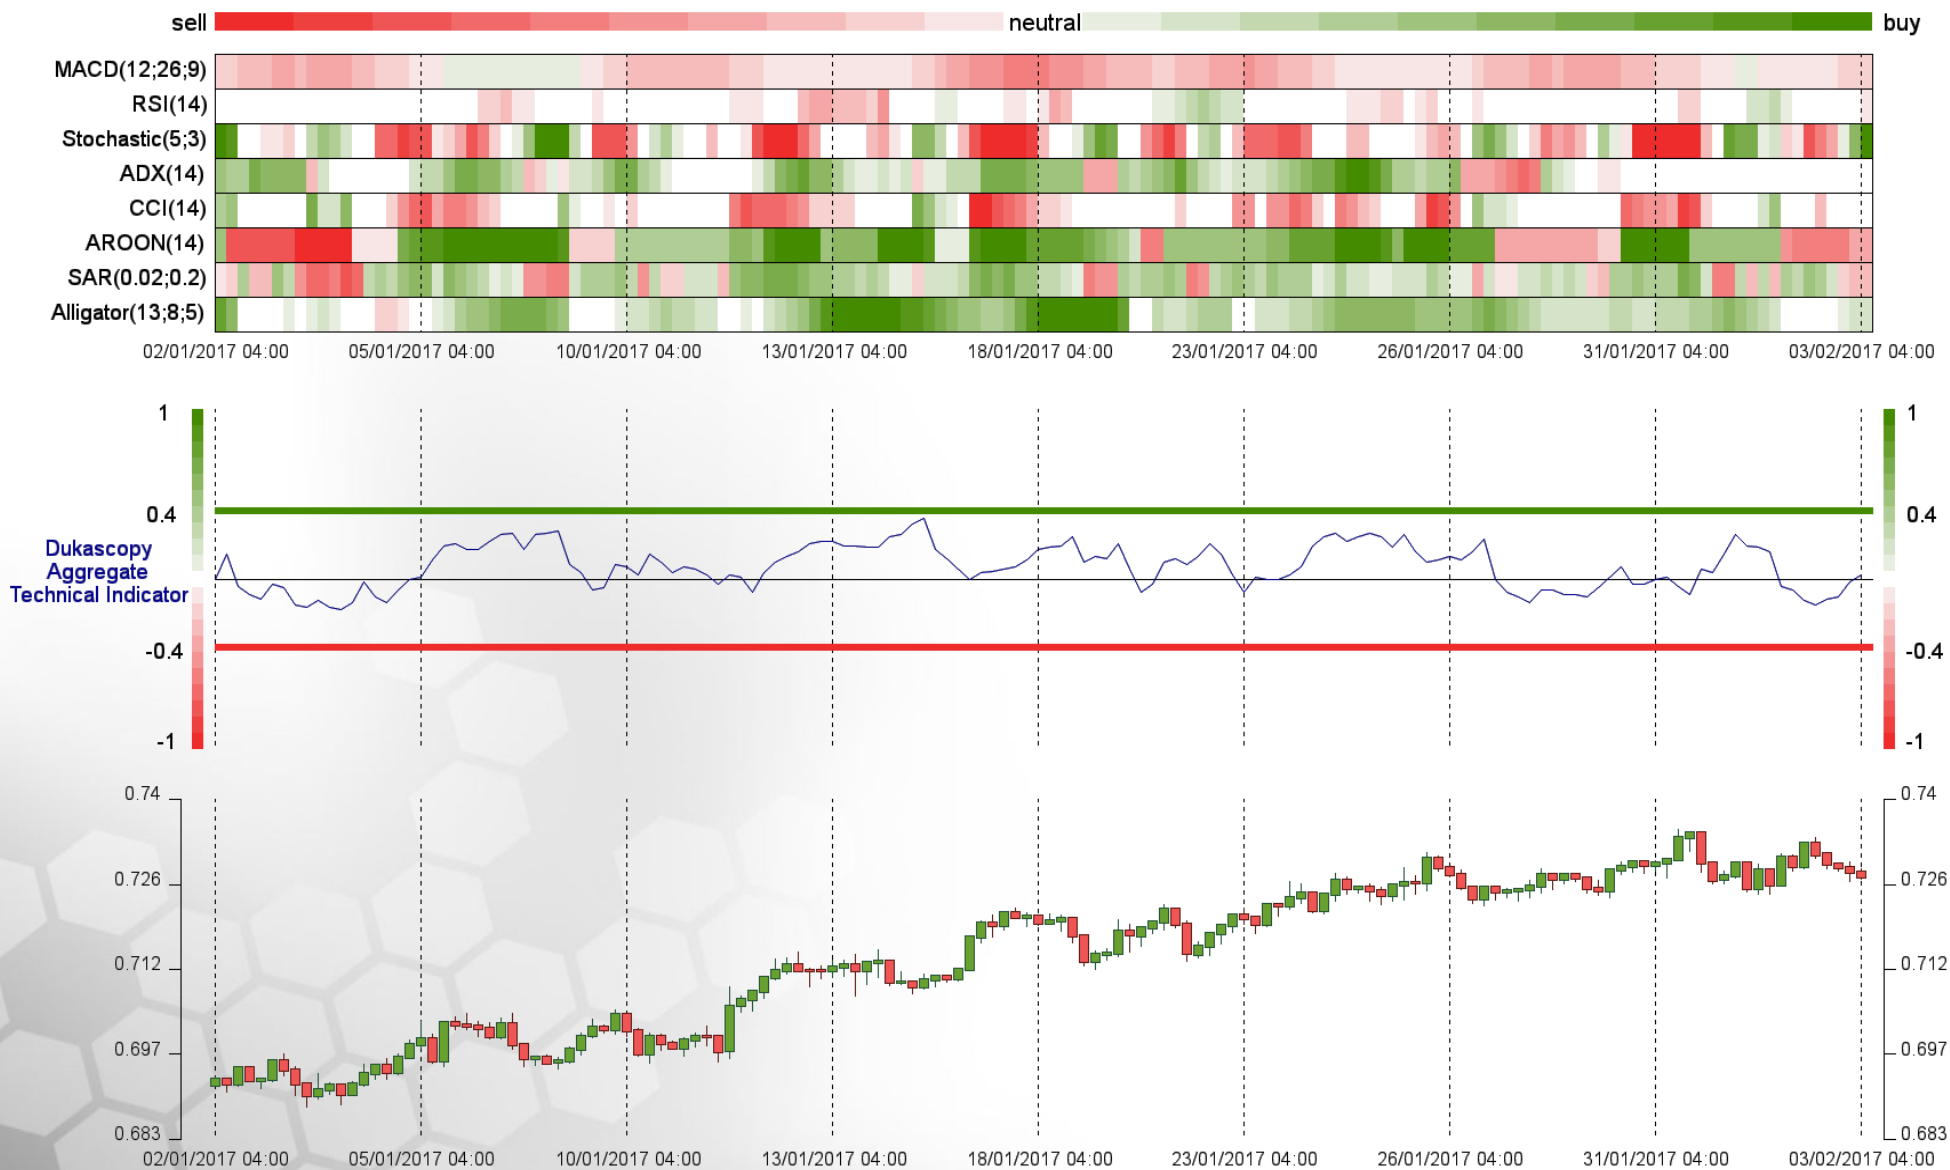 sell neutral buy
MACD(12;26;9)
RSI(14)
Stochastic(5;3)
ADX(14)
CCI(14)
AROON(14)
SAR(0.02;0.2)
Alligator(13;8;5)
02/01/2017 04:00 05/01/2017 04:00 10/01/2017 04:00 13/01/2017 04:00 18/01/2017 04:00 23/01/2017 04:00 26/01/2017 04:00 31/01/2017 04:00 03/02/2017 04:00
1 1
0.4 0.4
Dukascopy
Aggregate
Technical Indicator
-0.4 -0.4
-1 -1
0.74 0.74
0.726 0.726
0.712 0.712
0.697 0.697
0.683 0.683
02/01/2017 04:00 05/01/2017 04:00 10/01/2017 04:00 13/01/2017 04:00 18/01/2017 04:00 23/01/2017 04:00 26/01/2017 04:00 31/01/2017 04:00 03/02/2017 04:00